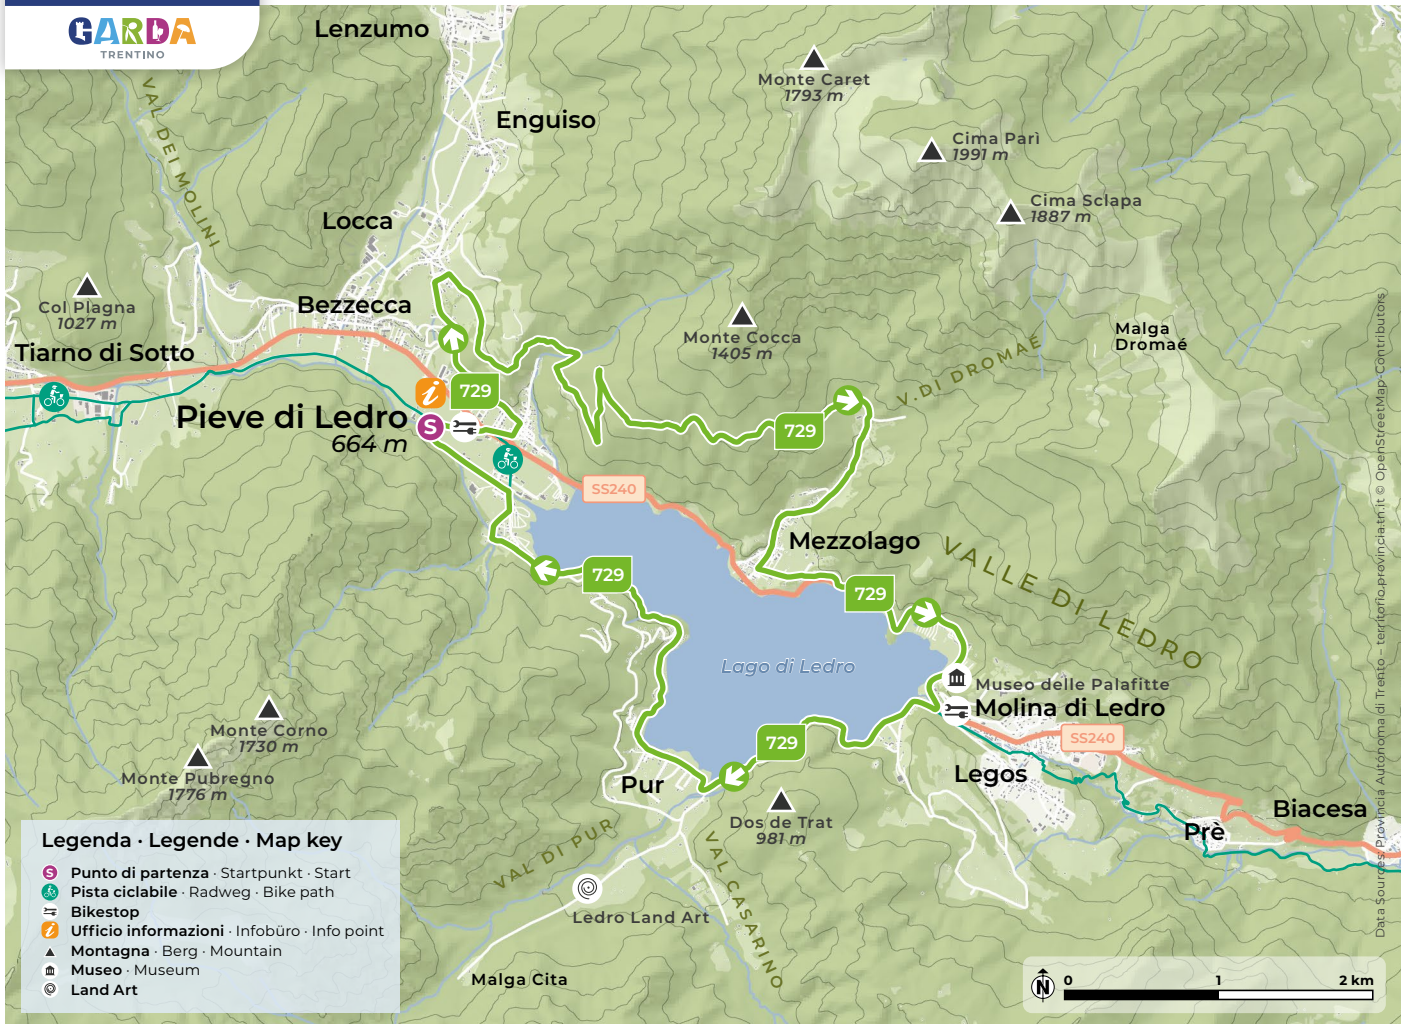 GARDA
TRENTINO
Lenzumo
Enguiso
Monte Caret
1793 m
Cima Parì
1991 m
Cima Sclapa
1887 m
VAL DEI MOLINI
Locca
Col Plagna
1027 m
Bezzecca
Tiarno di Sotto
Monte Cocca
1405 m
Malga
Dromaé
V. DI DROMAÉ
i
729
Pieve di Ledro
664 m
S
729
SS240
Mezzolago
VALLE DI LEDRO
729
729
Lago di Ledro
Museo delle Palafitte
Molina di Ledro
SS240
Monte Corno
1730 m
Monte Pubregno
1776 m
729
Pur
Legos
Dos de Trat
981 m
Biacesa
Prè
VAL DI PUR
VAL CASARINO
Ledro Land Art
Malga Cita
Legenda · Legende · Map key
S Punto di partenza · Startpunkt · Start
Pista ciclabile · Radweg · Bike path
Bikestop
i Ufficio informazioni · Infobüro · Info point
Montagna · Berg · Mountain
Museo · Museum
Land Art
N
0 1 2 km
Data Sources: Provincia Autonoma di Trento – territorio.provincia.tn.it © OpenStreetMap-Contributors